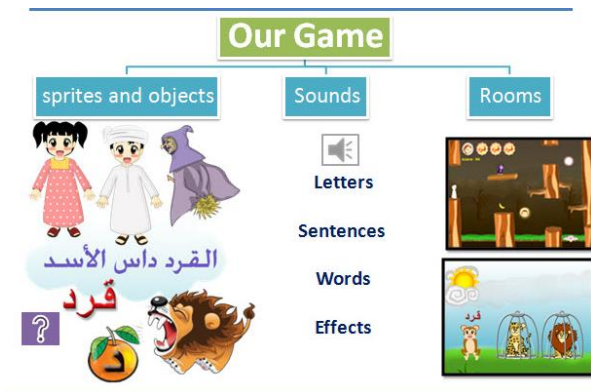 Our Game
sprites and objects
Sounds
Rooms
Letters
Sentences
Words
Effects
القرد داس الأسد
قرد
?
د
قرد